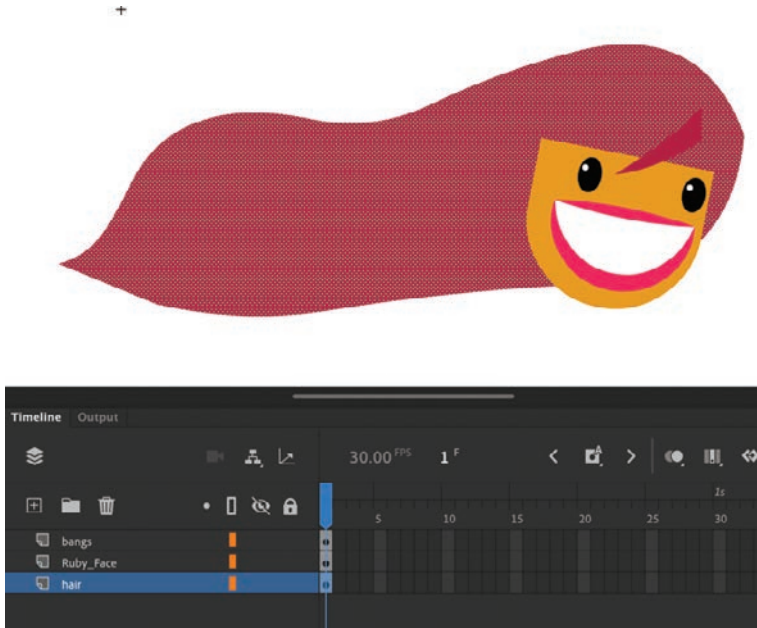 Timeline Output
30.00 FPS 1 F
A
1s
5 10 15 20 25 30
bangs
Ruby_Face
hair